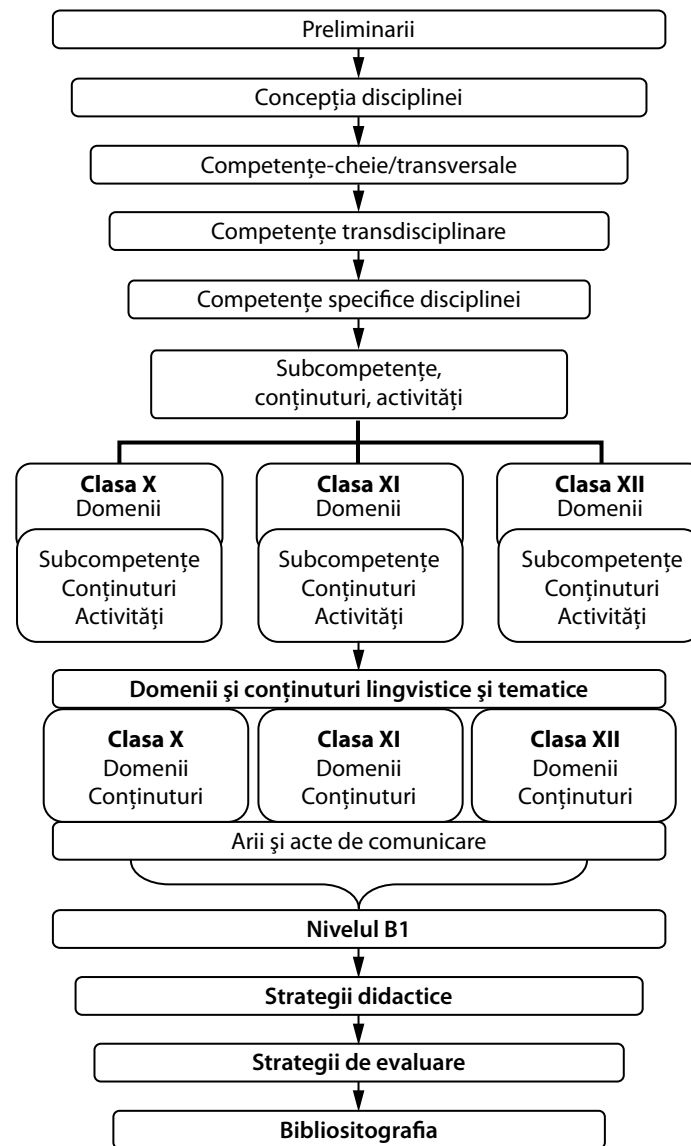 Preliminarii
Concepția disciplinei
Competențe-cheie/transversale
Competențe transdisciplinare
Competențe specifice disciplinei
Subcompetențe,
conținuturi, activități
Clasa X
Domenii
Subcompetențe
Conținuturi
Activități
Clasa XI
Domenii
Subcompetențe
Conținuturi
Activități
Clasa XII
Domenii
Subcompetențe
Conținuturi
Activități
Domenii şi conținuturi lingvistice şi tematice
Clasa X
Domenii
Conținuturi
Clasa XI
Domenii
Conținuturi
Clasa XII
Domenii
Conținuturi
Arii şi acte de comunicare
Nivelul B1
Strategii didactice
Strategii de evaluare
Bibliositografia